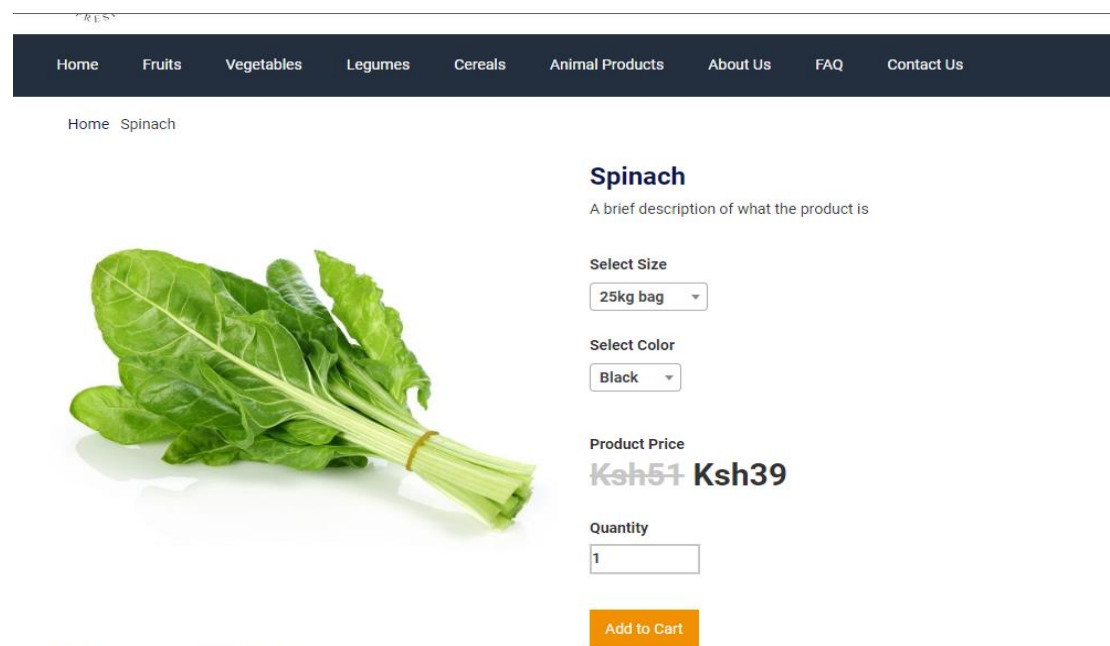 Home Fruits Vegetables Legumes Cereals Animal Products About Us FAQ Contact Us
Home Spinach
Spinach
A brief description of what the product is
Select Size
25kg bag
Select Color
Black
Product Price
Ksh51 Ksh39
Quantity
1
Add to Cart